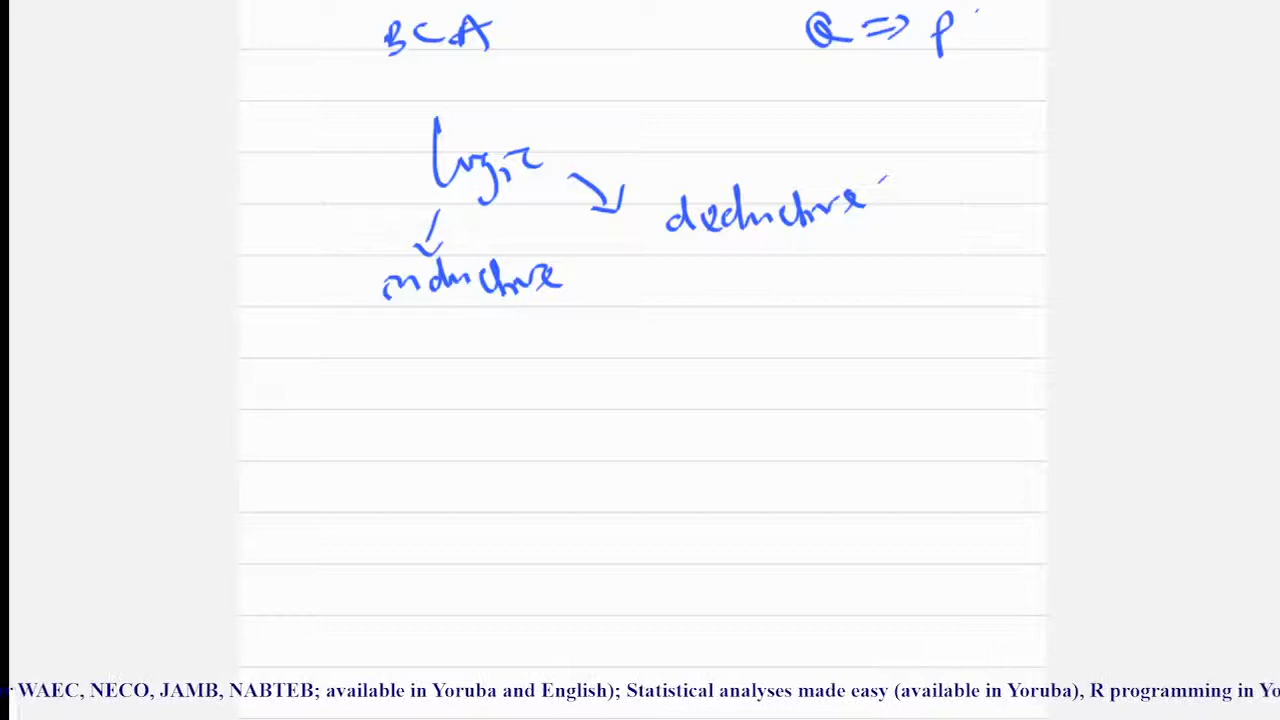 B ⊂ A Q ⇒ P
Logic
deductive
inductive
WAEC, NECO, JAMB, NABTEB; available in Yoruba and English); Statistical analyses made easy (available in Yoruba), R programming in Yo